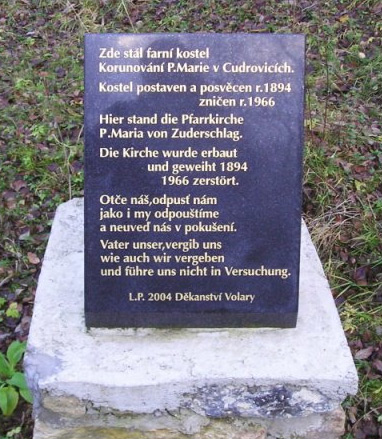 Zde stál farní kostel
Korunování P.Marie v Cudrovicích.
Kostel postaven a posvěcen r.1894
zničen r.1966
Hier stand die Pfarrkirche
P.Maria von Zuderschlag.
Die Kirche wurde erbaut
und geweiht 1894
1966 zerstört.
Otče náš,odpusť nám
jako i my odpouštíme
a neuveď nás v pokušení.
Vater unser,vergib uns
wie auch wir vergeben
und führe uns nicht in Versuchung.
L.P. 2004 Děkanství Volary